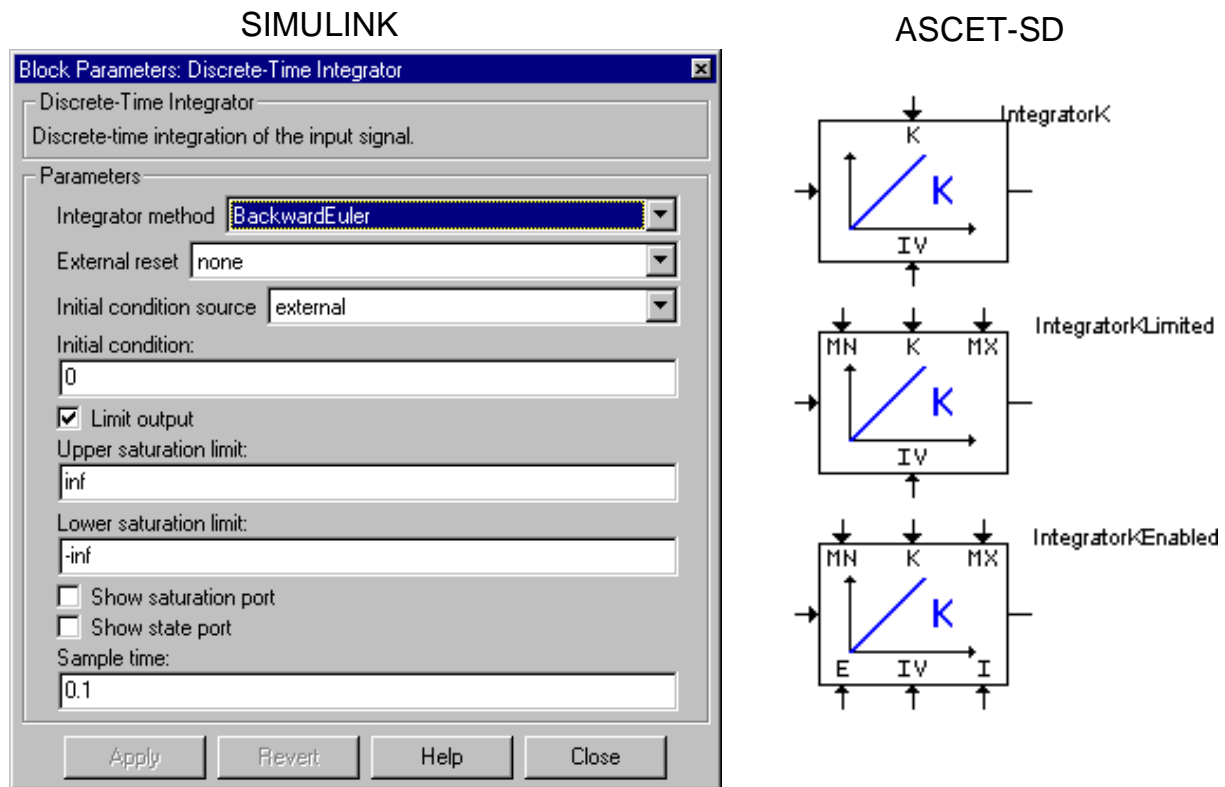 SIMULINK
Block Parameters: Discrete-Time Integrator
Discrete-Time Integrator
Discrete-time integration of the input signal.
Parameters
Integrator method BackwardEuler
External reset none
Initial condition source external
Initial condition:
0
Limit output
Upper saturation limit:
inf
Lower saturation limit:
-inf
Show saturation port
Show state port
Sample time:
0.1
Apply Revert Help Close
ASCET-SD
IntegratorK
K
K
IV
IntegratorKLimited
MN K MX
K
IV
IntegratorKEnabled
MN K MX
K
E IV I